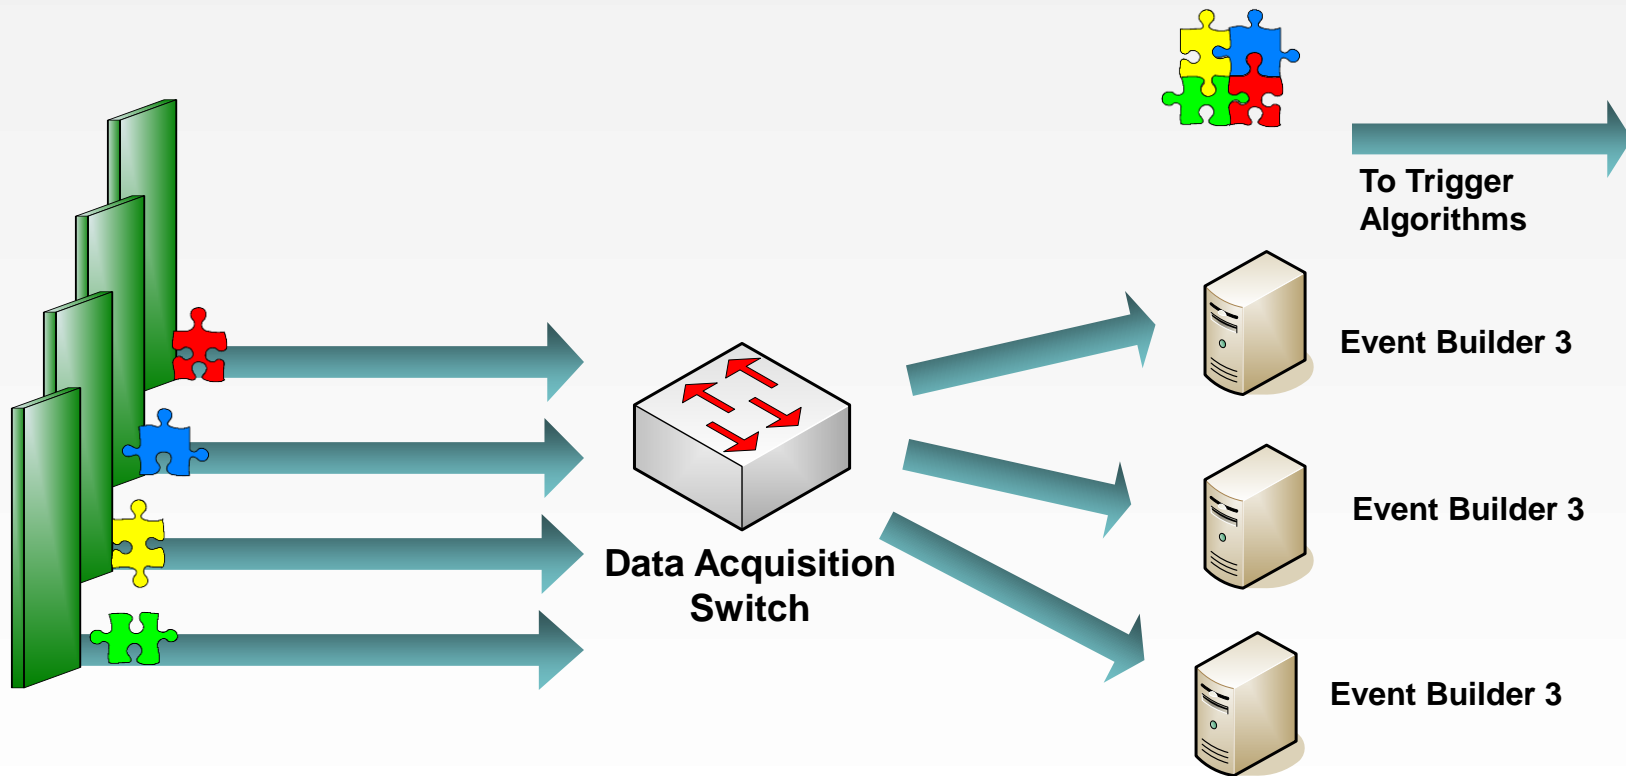 To Trigger
Algorithms
Event Builder 3
Event Builder 3
Data Acquisition
Switch
Event Builder 3